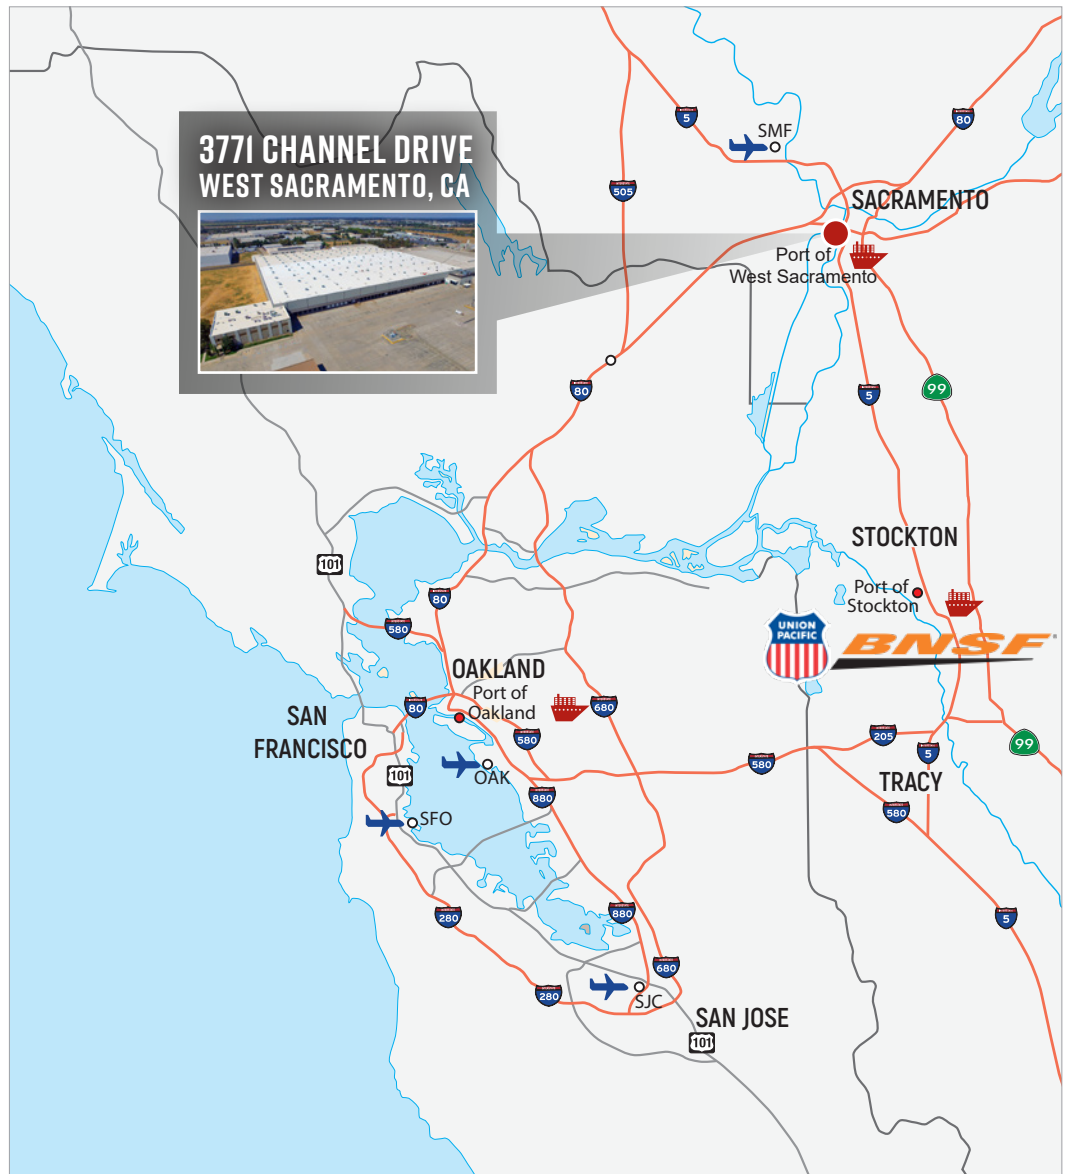 3771 CHANNEL DRIVE
WEST SACRAMENTO, CA
5
SMF
80
505
SACRAMENTO
Port of
West Sacramento
80
5
99
101
STOCKTON
Port of
Stockton
80
580
UNION
PACIFIC
BNSF
OAKLAND
Port of
Oakland
80
680
SAN
FRANCISCO
580
205
99
101
OAK
580
5
TRACY
880
580
SFO
280
880
5
680
280
SJC
SAN JOSE
101